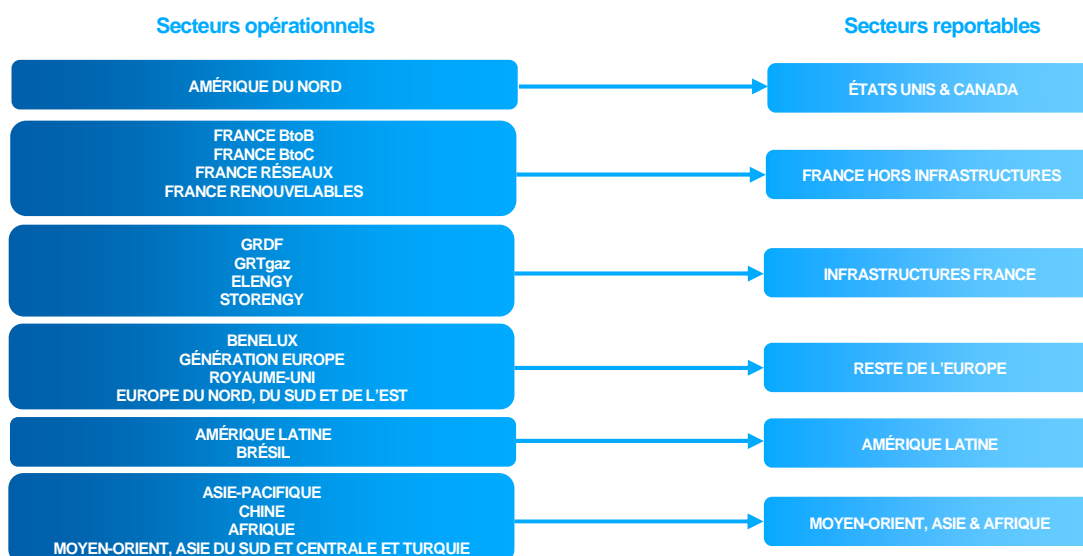 Secteurs opérationnels
Secteurs reportables
AMÉRIQUE DU NORD
ÉTATS UNIS & CANADA
FRANCE BtoB
FRANCE BtoC
FRANCE RÉSEAUX
FRANCE RENOUVELABLES
FRANCE HORS INFRASTRUCTURES
GRDF
GRTgaz
ELENGY
STORENGY
INFRASTRUCTURES FRANCE
BENELUX
GÉNÉRATION EUROPE
ROYAUME-UNI
EUROPE DU NORD, DU SUD ET DE L'EST
RESTE DE L'EUROPE
AMÉRIQUE LATINE
BRÉSIL
AMÉRIQUE LATINE
ASIE-PACIFIQUE
CHINE
AFRIQUE
MOYEN-ORIENT, ASIE DU SUD ET CENTRALE ET TURQUIE
MOYEN-ORIENT, ASIE & AFRIQUE